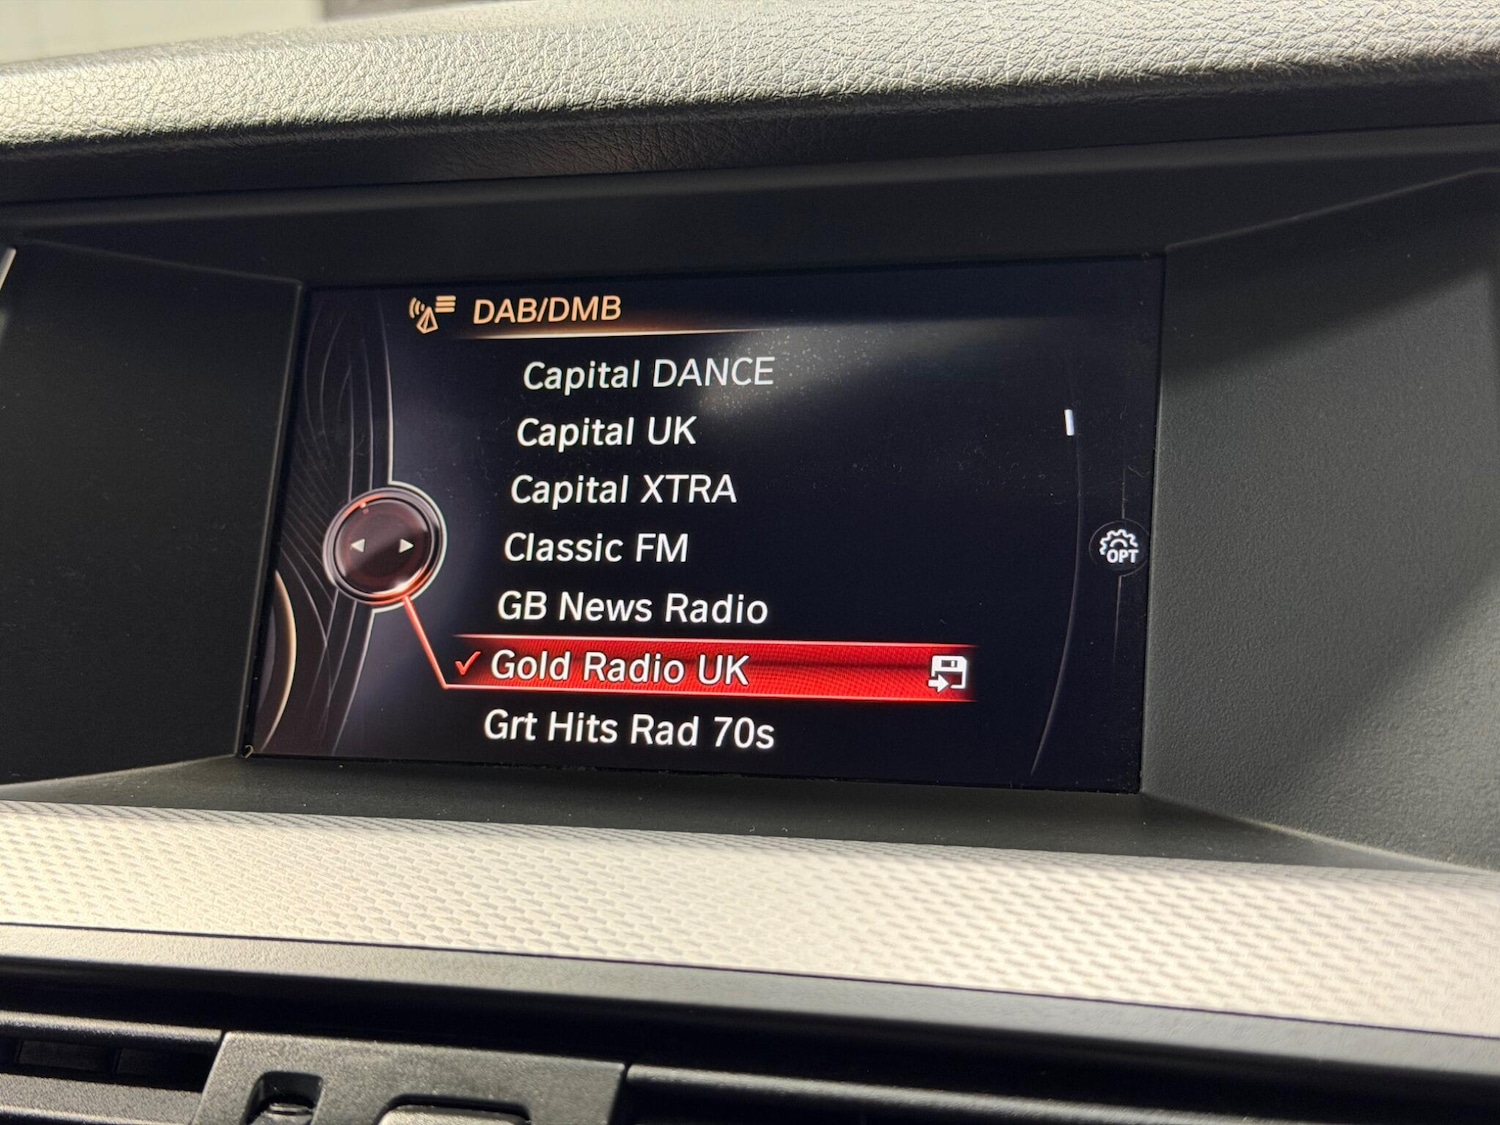 DAB/DMB
Capital DANCE
Capital UK
Capital XTRA
Classic FM
OPT
GB News Radio
Gold Radio UK
Grt Hits Rad 70s